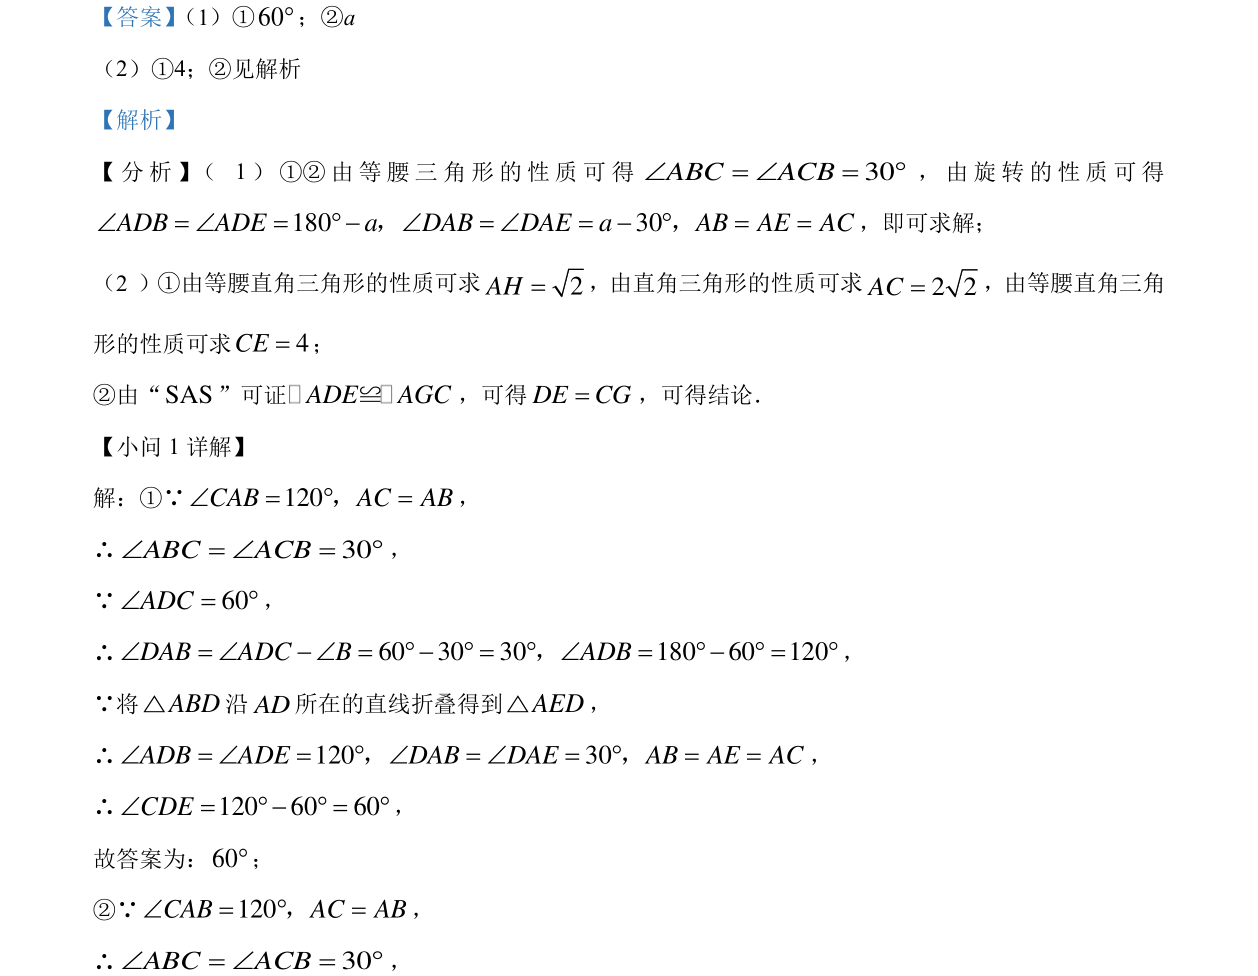 【答案】（1）①60°；②a
（2）①4；②见解析
【解析】
【分析】（ 1）①②由等腰三角形的性质可得∠ABC = ∠ACB = 30°，由旋转的性质可得
∠ADB = ∠ADE = 180° − a，∠DAB = ∠DAE = a − 30°，AB = AE = AC，即可求解；
（2 ）①由等腰直角三角形的性质可求AH = √2，由直角三角形的性质可求AC = 2√2，由等腰直角三角
形的性质可求CE = 4；
②由“SAS”可证□ADE≌□AGC，可得DE = CG，可得结论．
【小问 1 详解】
解：①∵∠CAB = 120°，AC = AB，
∴∠ABC = ∠ACB = 30°，
∵∠ADC = 60°，
∴∠DAB = ∠ADC − ∠B = 60° − 30° = 30°，∠ADB = 180° − 60° = 120°，
∵将△ABD沿AD所在的直线折叠得到△AED，
∴∠ADB = ∠ADE = 120°，∠DAB = ∠DAE = 30°，AB = AE = AC，
∴∠CDE = 120° − 60° = 60°，
故答案为：60°；
②∵∠CAB = 120°，AC = AB，
∴∠ABC = ∠ACB = 30°，